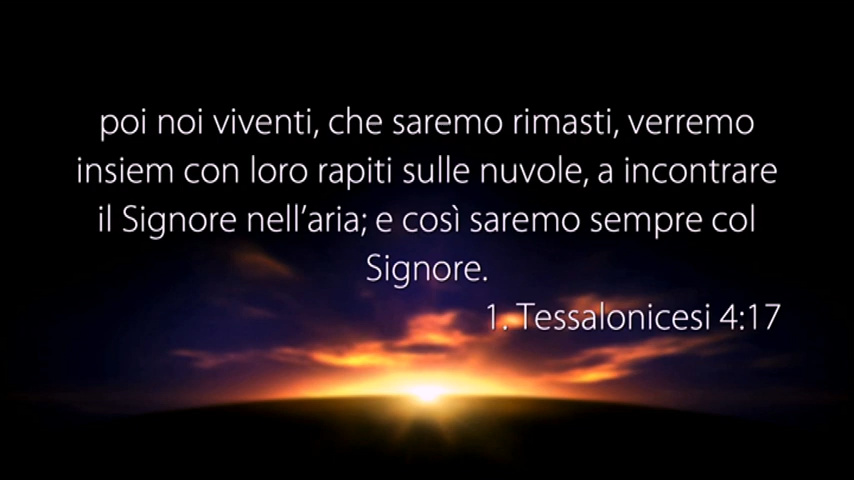 poi noi viventi, che saremo rimasti, verremo
insiem con loro rapiti sulle nuvole, a incontrare
il Signore nell’aria; e così saremo sempre col
Signore.
1. Tessalonicesi 4:17